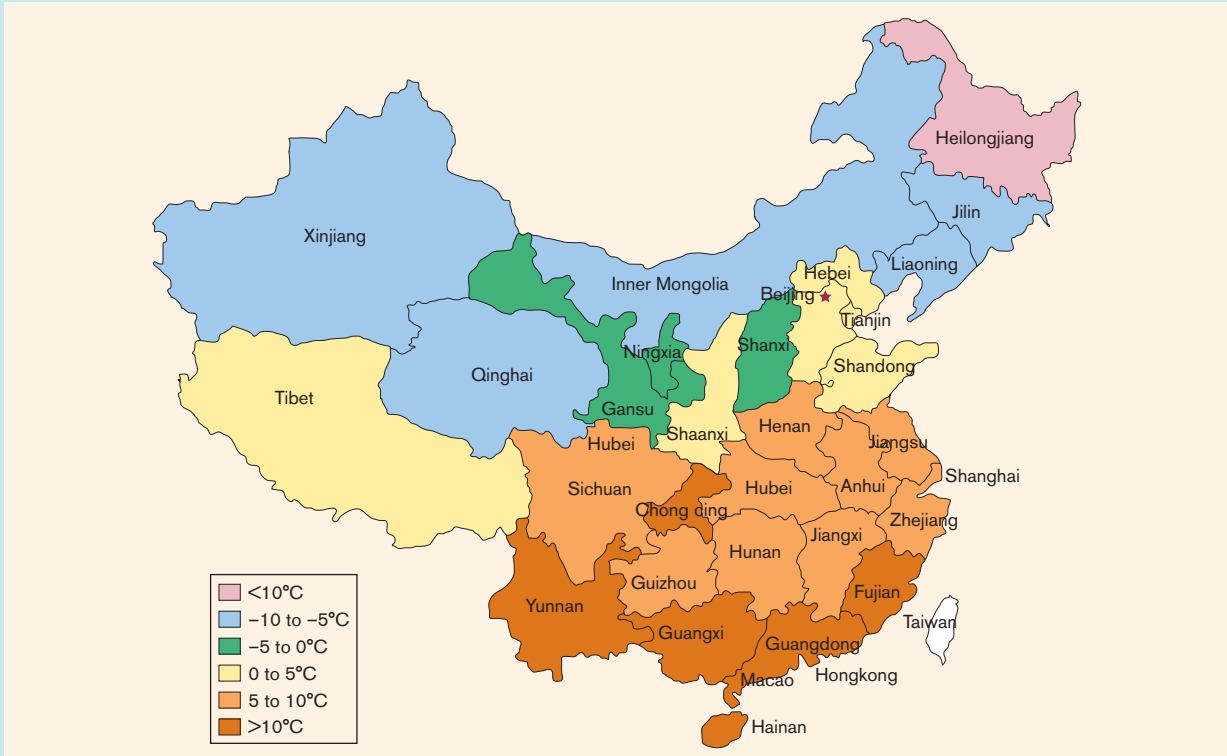 Heilongjiang
Jilin
Xinjiang
Liaoning
Hebei
Inner Mongolia
Beijing
Tianjin
Shanxi
Ningxia
Shandong
Qinghai
Tibet
Gansu
Henan
Shaanxi
Hubei
Jiangsu
Shanghai
Sichuan
Hubei
Anhui
Chong qing
Zhejiang
Jiangxi
Hunan
Guizhou
Fujian
Yunnan
Taiwan
Guangxi
Guangdong
Hongkong
Macao
Hainan
<10°C
−10 to −5°C
−5 to 0°C
0 to 5°C
5 to 10°C
>10°C